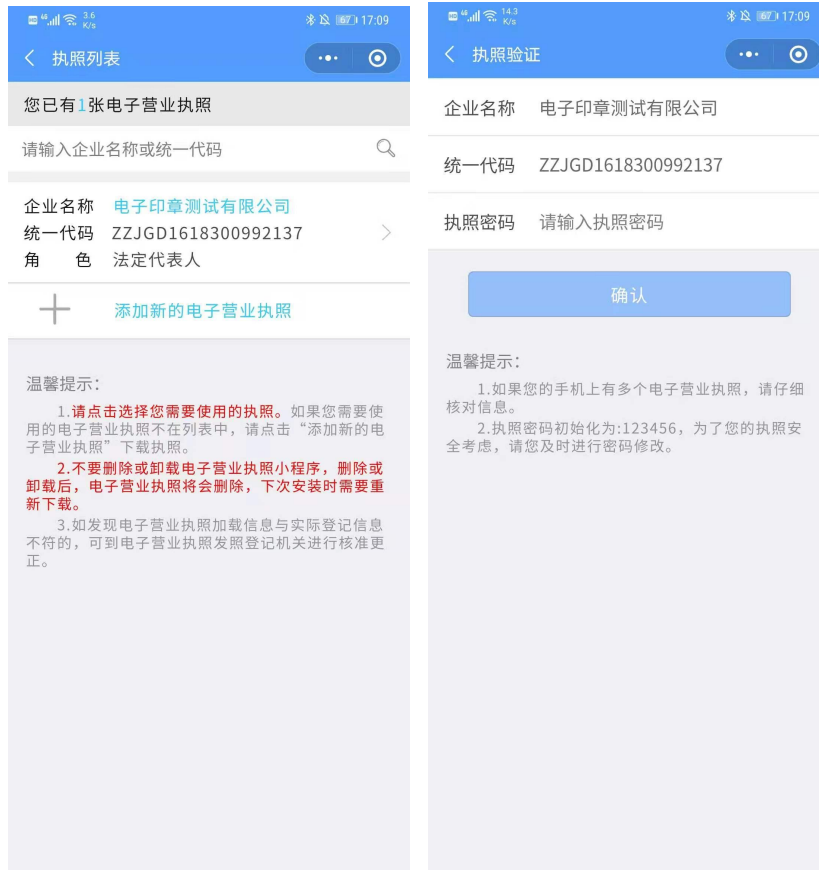 HD 4G 3.6 K/s 67 17:09
执照列表
您已有1张电子营业执照
请输入企业名称或统一代码
企业名称 电子印章测试有限公司
统一代码 ZZJGD1618300992137
角 色 法定代表人
添加新的电子营业执照
温馨提示：
1.请点击选择您需要使用的执照。如果您需要使
用的电子营业执照不在列表中，请点击“添加新的电
子营业执照”下载执照。
2.不要删除或卸载电子营业执照小程序，删除或
卸载后，电子营业执照将会删除，下次安装时需要重
新下载。
3.如发现电子营业执照加载信息与实际登记信息
不符的，可到电子营业执照发照登记机关进行核准更
正。
HD 4G 14.3 K/s 67 17:09
执照验证
企业名称 电子印章测试有限公司
统一代码 ZZJGD1618300992137
执照密码 请输入执照密码
确认
温馨提示：
1.如果您的手机上有多个电子营业执照，请仔细
核对信息。
2.执照密码初始化为:123456，为了您的执照安
全考虑，请您及时进行密码修改。